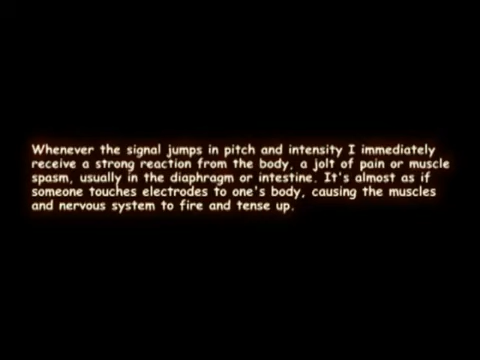 Whenever the signal jumps in pitch and intensity I immediately
receive a strong reaction from the body, a jolt of pain or muscle
spasm, usually in the diaphragm or intestine. It's almost as if
someone touches electrodes to one's body, causing the muscles
and nervous system to fire and tense up.